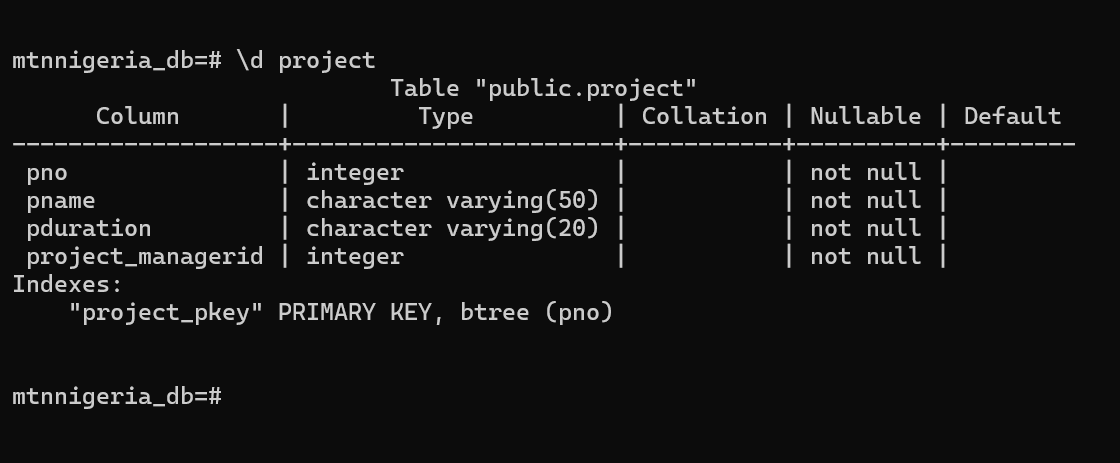 mtnnigeria_db=# \d project
                           Table "public.project"
      Column       |         Type          | Collation | Nullable | Default
-------------------+-----------------------+-----------+----------+---------
 pno               | integer               |           | not null |
 pname             | character varying(50) |           | not null |
 pduration         | character varying(20) |           | not null |
 project_managerid | integer               |           | not null |
Indexes:
    "project_pkey" PRIMARY KEY, btree (pno)
mtnnigeria_db=#